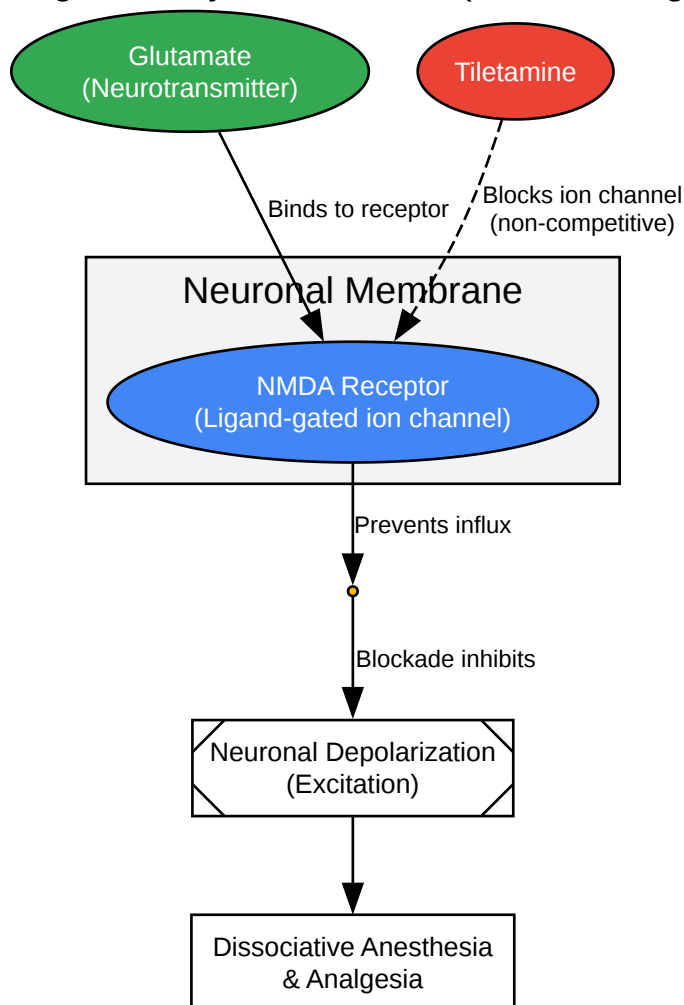 Glutamate
(Neurotransmitter)
Tiletamine
Binds to receptor
Blocks ion channel
(non-competitive)
Neuronal Membrane
NMDA Receptor
(Ligand-gated ion channel)
Prevents influx
Blockade inhibits
Neuronal Depolarization
(Excitation)
Dissociative Anesthesia
& Analgesia